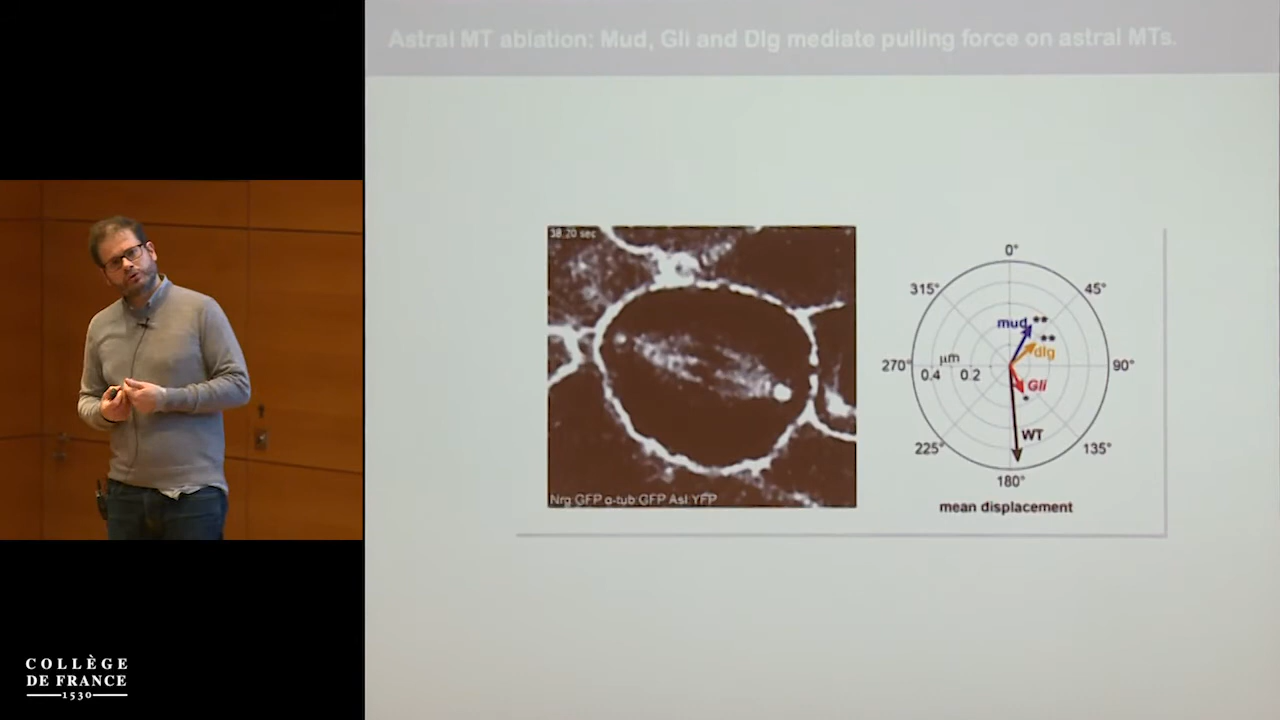 Astral MT ablation: Mud, Gli and Dlg mediate pulling force on astral MTs.
38.20 sec
Nrg GFP α-tub GFP Asl YFP
0°
315°
45°
mud **
**
dlg
270°
µm
0.4 0.2
90°
Gli
*
WT
225°
135°
180°
mean displacement
COLLÈGE
DE FRANCE
1530